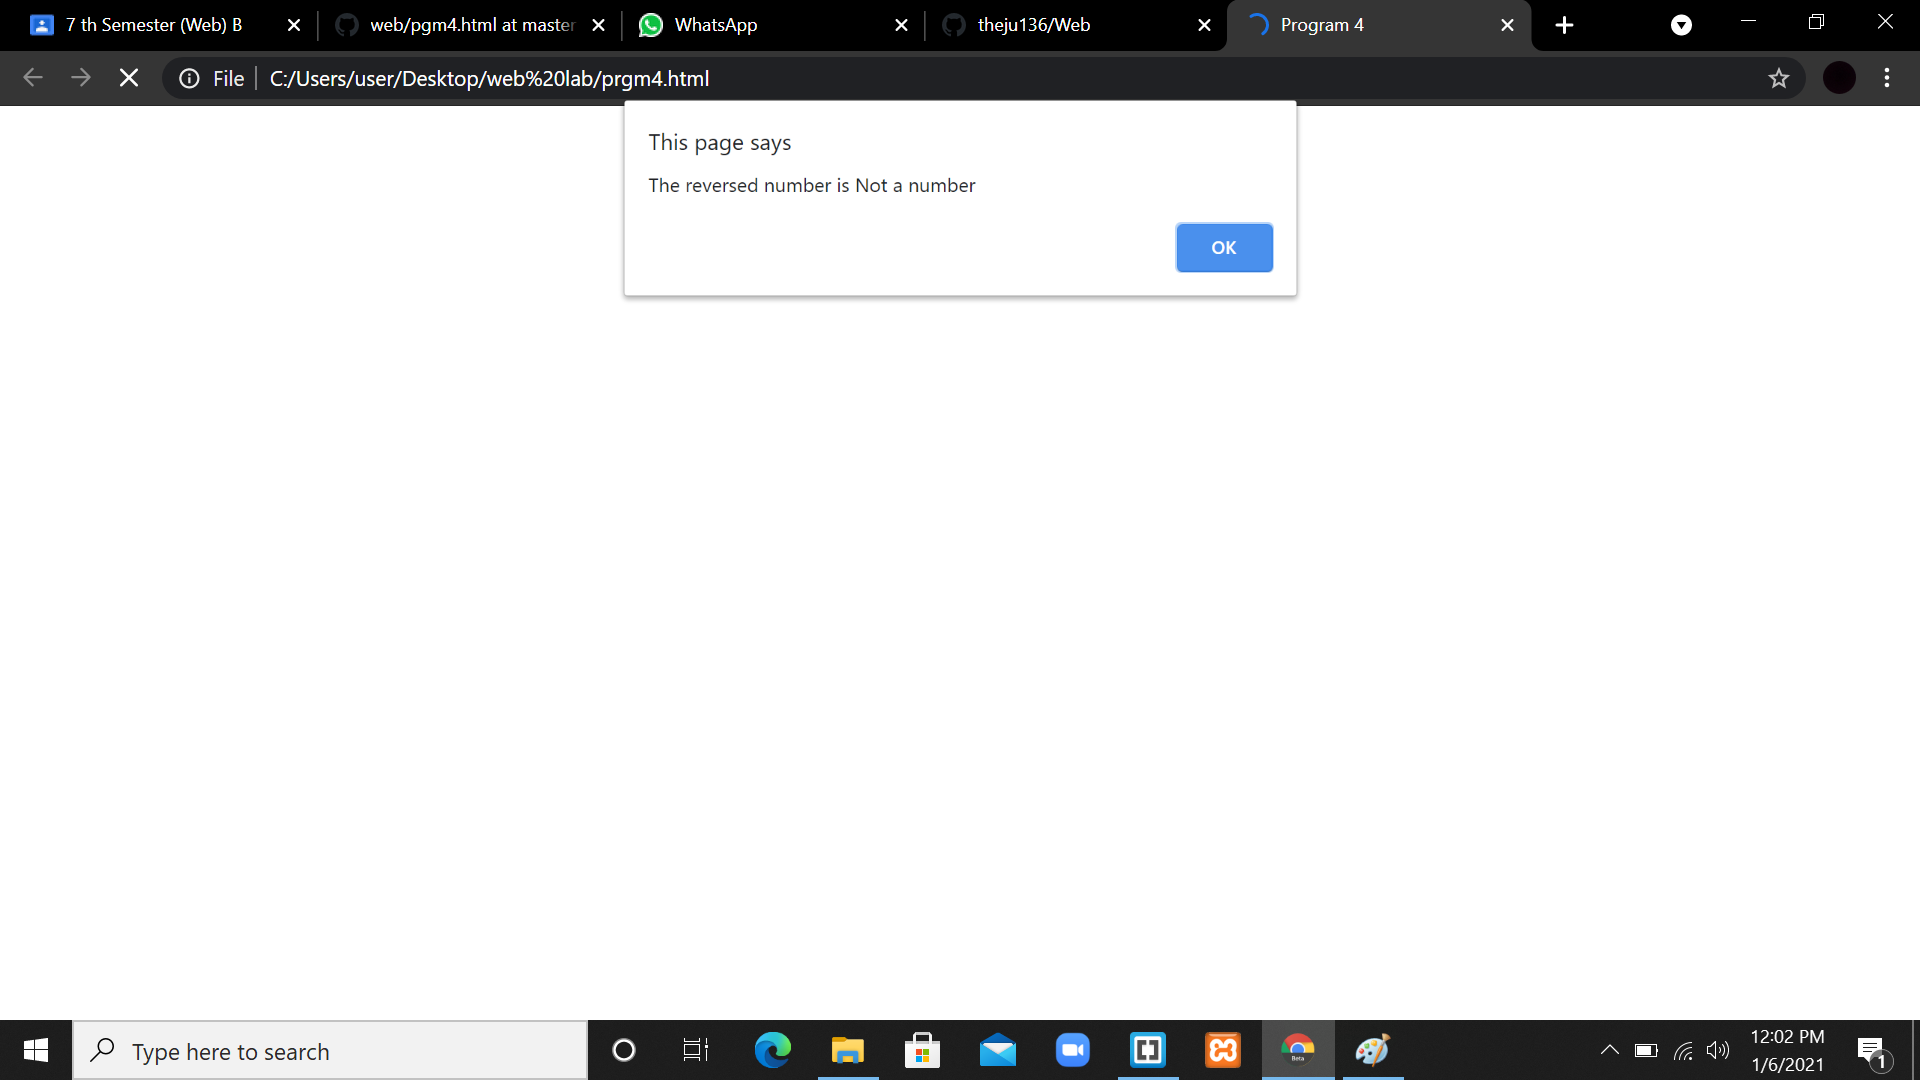 7 th Semester (Web) B
web/pgm4.html at master
WhatsApp
theju136/Web
Program 4
File
C:/Users/user/Desktop/web%20lab/prgm4.html
This page says
The reversed number is Not a number
OK
Type here to search
Beta
12:02 PM
1/6/2021
1